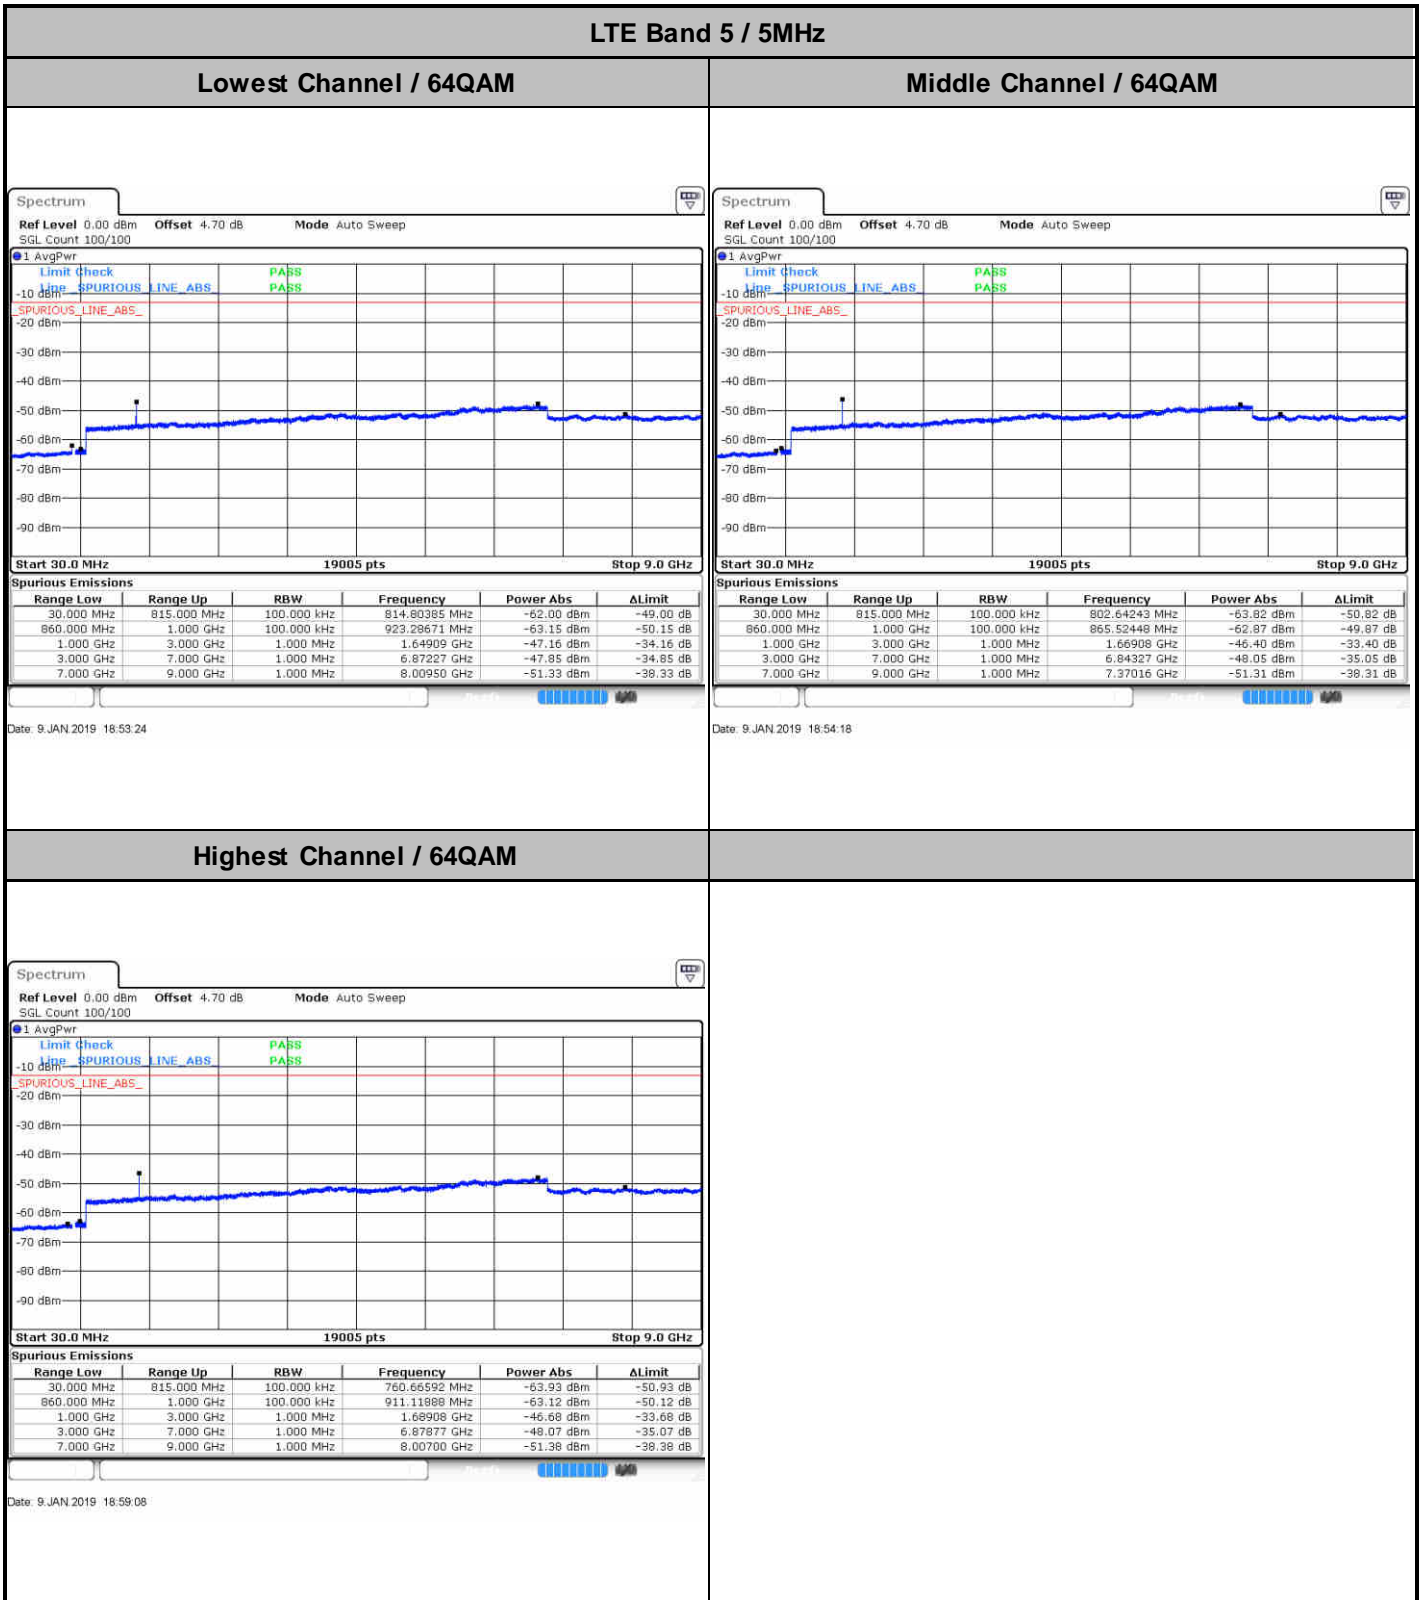 LTE Band 5 / 5MHz
Lowest Channel / 64QAM
Middle Channel / 64QAM
Spectrum
Ref Level 0.00 dBm Offset 4.70 dB Mode Auto Sweep
SGL Count 100/100
1 AvgPwr
Limit Check PASS
Line _SPURIOUS_LINE_ABS_ PASS
-10 dBm
_SPURIOUS_LINE_ABS_
-20 dBm
-30 dBm
-40 dBm
-50 dBm
-60 dBm
-70 dBm
-80 dBm
-90 dBm
Start 30.0 MHz 19005 pts Stop 9.0 GHz
Spurious Emissions
Range Low Range Up RBW Frequency Power Abs ΔLimit
30.000 MHz 815.000 MHz 100.000 kHz 814.80385 MHz -62.00 dBm -49.00 dB
860.000 MHz 1.000 GHz 100.000 kHz 923.28671 MHz -63.15 dBm -50.15 dB
1.000 GHz 3.000 GHz 1.000 MHz 1.64909 GHz -47.16 dBm -34.16 dB
3.000 GHz 7.000 GHz 1.000 MHz 6.87227 GHz -47.85 dBm -34.85 dB
7.000 GHz 9.000 GHz 1.000 MHz 8.00950 GHz -51.33 dBm -38.33 dB
Date: 9.JAN.2019 18:53:24
Spectrum
Ref Level 0.00 dBm Offset 4.70 dB Mode Auto Sweep
SGL Count 100/100
1 AvgPwr
Limit Check PASS
Line _SPURIOUS_LINE_ABS_ PASS
-10 dBm
_SPURIOUS_LINE_ABS_
-20 dBm
-30 dBm
-40 dBm
-50 dBm
-60 dBm
-70 dBm
-80 dBm
-90 dBm
Start 30.0 MHz 19005 pts Stop 9.0 GHz
Spurious Emissions
Range Low Range Up RBW Frequency Power Abs ΔLimit
30.000 MHz 815.000 MHz 100.000 kHz 802.64243 MHz -63.82 dBm -50.82 dB
860.000 MHz 1.000 GHz 100.000 kHz 865.52448 MHz -62.87 dBm -49.87 dB
1.000 GHz 3.000 GHz 1.000 MHz 1.66908 GHz -46.40 dBm -33.40 dB
3.000 GHz 7.000 GHz 1.000 MHz 6.84327 GHz -48.05 dBm -35.05 dB
7.000 GHz 9.000 GHz 1.000 MHz 7.37016 GHz -51.31 dBm -38.31 dB
Date: 9.JAN.2019 18:54:18
Highest Channel / 64QAM
Spectrum
Ref Level 0.00 dBm Offset 4.70 dB Mode Auto Sweep
SGL Count 100/100
1 AvgPwr
Limit Check PASS
Line _SPURIOUS_LINE_ABS_ PASS
-10 dBm
_SPURIOUS_LINE_ABS_
-20 dBm
-30 dBm
-40 dBm
-50 dBm
-60 dBm
-70 dBm
-80 dBm
-90 dBm
Start 30.0 MHz 19005 pts Stop 9.0 GHz
Spurious Emissions
Range Low Range Up RBW Frequency Power Abs ΔLimit
30.000 MHz 815.000 MHz 100.000 kHz 760.66592 MHz -63.93 dBm -50.93 dB
860.000 MHz 1.000 GHz 100.000 kHz 911.11888 MHz -63.12 dBm -50.12 dB
1.000 GHz 3.000 GHz 1.000 MHz 1.68908 GHz -46.68 dBm -33.68 dB
3.000 GHz 7.000 GHz 1.000 MHz 6.87877 GHz -48.07 dBm -35.07 dB
7.000 GHz 9.000 GHz 1.000 MHz 8.00700 GHz -51.38 dBm -38.38 dB
Date: 9.JAN.2019 18:59:08